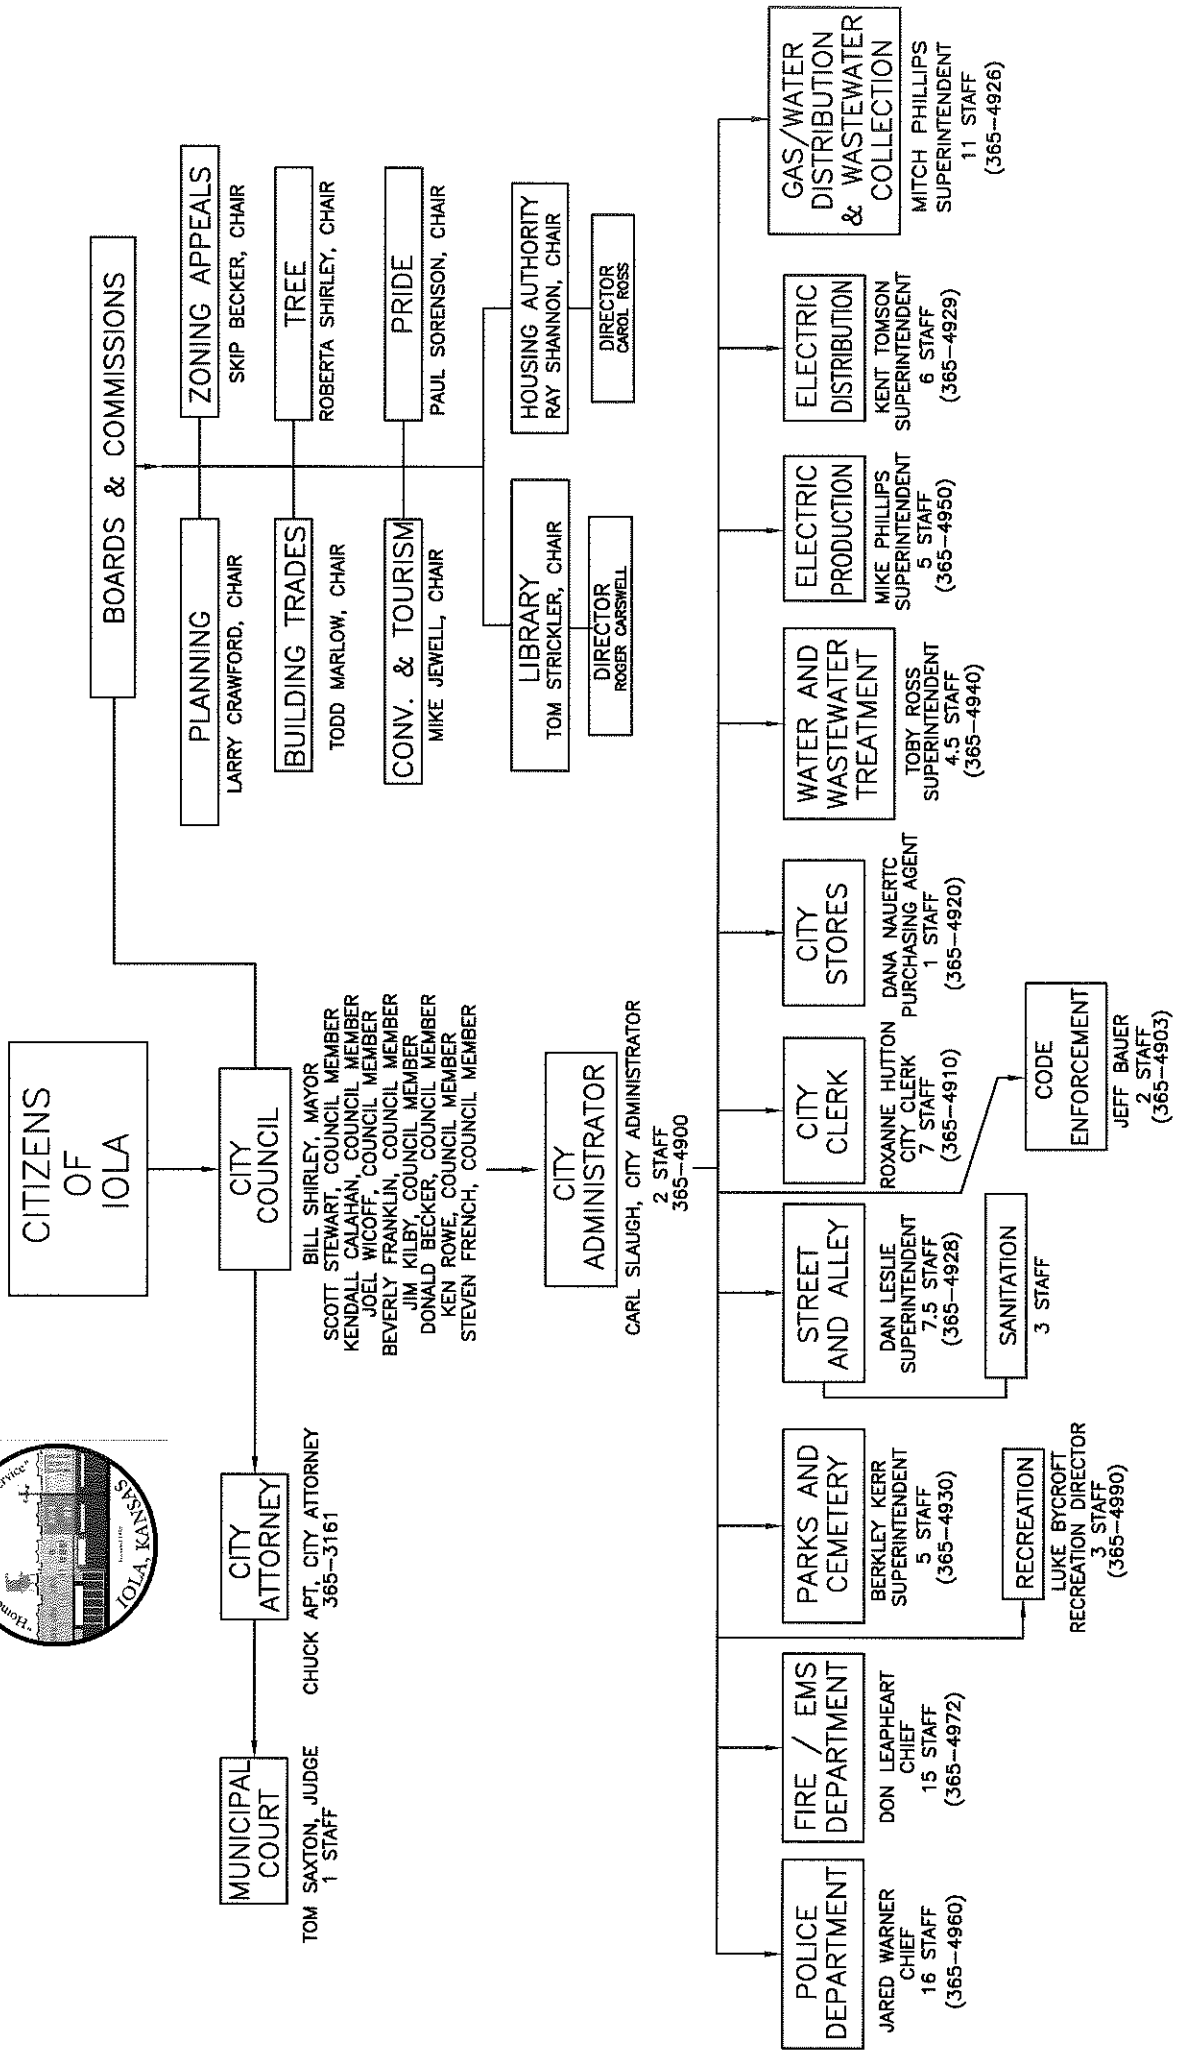 CITIZENS
OF
IOLA
"Home
rvice"
IOLA, KANSAS
CITY
COUNCIL
BILL SHIRLEY, MAYOR
SCOTT STEWART, COUNCIL MEMBER
KENDALL CALAHAN, COUNCIL MEMBER
JOEL WICOFF, COUNCIL MEMBER
BEVERLY FRANKLIN, COUNCIL MEMBER
JIM KILBY, COUNCIL MEMBER
DONALD BECKER, COUNCIL MEMBER
KEN ROWE, COUNCIL MEMBER
STEVEN FRENCH, COUNCIL MEMBER
CITY
ATTORNEY
CHUCK APT, CITY ATTORNEY
365-3161
MUNICIPAL
COURT
TOM SAXTON, JUDGE
1 STAFF
BOARDS & COMMISSIONS
PLANNING
LARRY CRAWFORD, CHAIR
ZONING APPEALS
SKIP BECKER, CHAIR
BUILDING TRADES
TODD MARLOW, CHAIR
TREE
ROBERTA SHIRLEY, CHAIR
CONV. & TOURISM
MIKE JEWELL, CHAIR
PRIDE
PAUL SORENSON, CHAIR
LIBRARY
TOM STRICKLER, CHAIR
DIRECTOR
ROGER CARSWELL
HOUSING AUTHORITY
RAY SHANNON, CHAIR
DIRECTOR
CAROL ROSS
CITY
ADMINISTRATOR
CARL SLAUGH, CITY ADMINISTRATOR
2 STAFF
365-4900
POLICE
DEPARTMENT
JARED WARNER
CHIEF
16 STAFF
(365-4960)
FIRE / EMS
DEPARTMENT
DON LEAPHEART
CHIEF
15 STAFF
(365-4972)
PARKS AND
CEMETERY
BERKLEY KERR
SUPERINTENDENT
5 STAFF
(365-4930)
RECREATION
LUKE BYCROFT
RECREATION DIRECTOR
3 STAFF
(365-4990)
STREET
AND ALLEY
DAN LESLIE
SUPERINTENDENT
7.5 STAFF
(365-4928)
SANITATION
3 STAFF
CITY
CLERK
ROXANNE HUTTON
CITY CLERK
7 STAFF
(365-4910)
CODE
ENFORCEMENT
JEFF BAUER
2 STAFF
(365-4903)
CITY
STORES
DANA NAUERTC
PURCHASING AGENT
1 STAFF
(365-4920)
WATER AND
WASTEWATER
TREATMENT
TOBY ROSS
SUPERINTENDENT
4.5 STAFF
(365-4940)
ELECTRIC
PRODUCTION
MIKE PHILLIPS
SUPERINTENDENT
5 STAFF
(365-4950)
ELECTRIC
DISTRIBUTION
KENT TOMSON
SUPERINTENDENT
6 STAFF
(365-4929)
GAS/WATER
DISTRIBUTION
& WASTEWATER
COLLECTION
MITCH PHILLIPS
SUPERINTENDENT
11 STAFF
(365-4926)